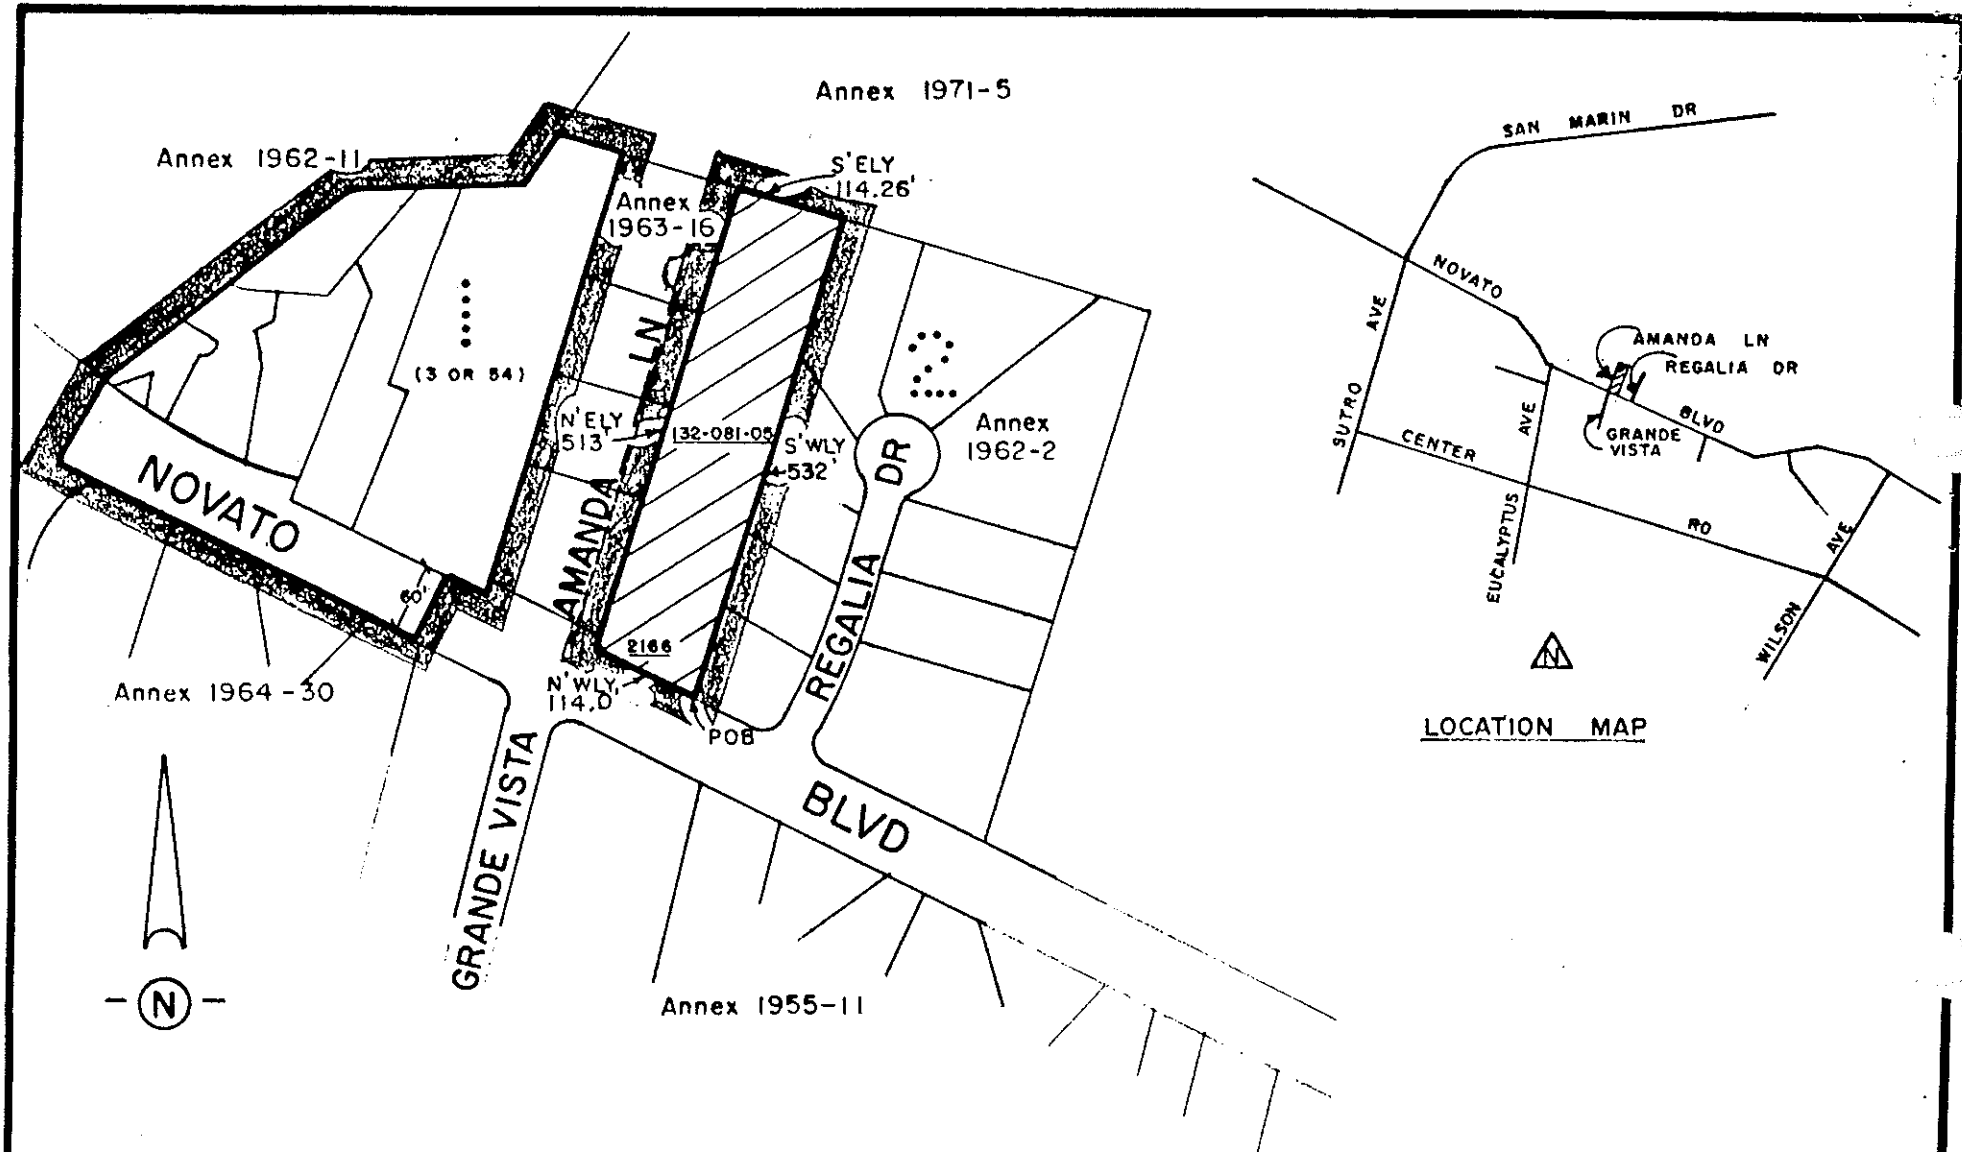 Annex 1971-5
Annex 1962-11
S'ELY
114.26'
Annex
1963-16
(3 OR 54)
N'ELY
513'
132-081-05
S'WLY
532'
2
Annex
1962-2
AMANDA LN
REGALIA DR
NOVATO
60'
2166
N'WLY
114.0'
POB
Annex 1964-30
GRANDE VISTA
BLVD
Annex 1955-11
N
SAN MARIN DR
NOVATO
SUTRO AVE
AMANDA LN
REGALIA DR
BLVD
GRANDE
VISTA
CENTER
RD
EUCALYPTUS AVE
WILSON AVE
N
LOCATION MAP